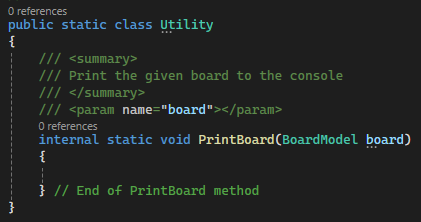 0 references
public static class Utility
{
/// <summary>
/// Print the given board to the console
/// </summary>
/// <param name="board"></param>
0 references
internal static void PrintBoard(BoardModel board)
{
} // End of PrintBoard method
}